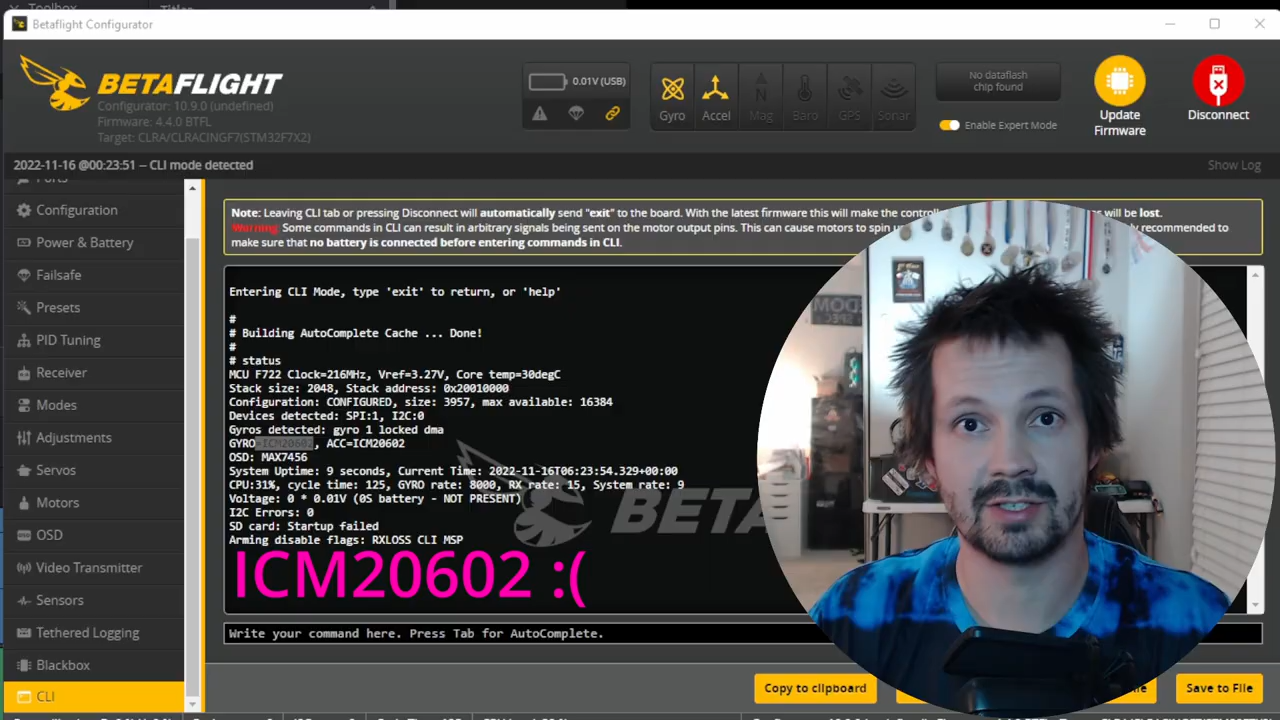 Toolbox
Titles
Betaflight Configurator
BETAFLIGHT
Configurator: 10.9.0 (undefined)
Firmware: 4.4.0 BTFL
Target: CLRA/CLRACINGF7(STM32F7X2)
0.01V (USB)
Gyro
Accel
Mag
Baro
GPS
Sonar
No dataflash
chip found
Enable Expert Mode
Update
Firmware
Disconnect
2022-11-16 @00:23:51 -- CLI mode detected
Show Log
Ports
Configuration
Power & Battery
Failsafe
Presets
PID Tuning
Receiver
Modes
Adjustments
Servos
Motors
OSD
Video Transmitter
Sensors
Tethered Logging
Blackbox
CLI
Note: Leaving CLI tab or pressing Disconnect will automatically send "exit" to the board. With the latest firmware this will make the will be lost.
Warning: Some commands in CLI can result in arbitrary signals being sent on the motor output pins. This can cause motors to spin recommended to
make sure that no battery is connected before entering commands in CLI.
Entering CLI Mode, type 'exit' to return, or 'help'
#
# Building AutoComplete Cache ... Done!
#
# status
MCU F722 Clock=216MHz, Vref=3.27V, Core temp=30degC
Stack size: 2048, Stack address: 0x20010000
Configuration: CONFIGURED, size: 3957, max available: 16384
Devices detected: SPI:1, I2C:0
Gyros detected: gyro 1 locked dma
GYRO=ICM20602, ACC=ICM20602
OSD: MAX7456
System Uptime: 9 seconds, Current Time: 2022-11-16T06:23:54.329+00:00
CPU:31%, cycle time: 125, GYRO rate: 8000, RX rate: 15, System rate: 9
Voltage: 0 * 0.01V (0S battery - NOT PRESENT)
I2C Errors: 0
SD card: Startup failed
Arming disable flags: RXLOSS CLI MSP
ICM20602 :(
Write your command here. Press Tab for AutoComplete.
Copy to clipboard
Save to File